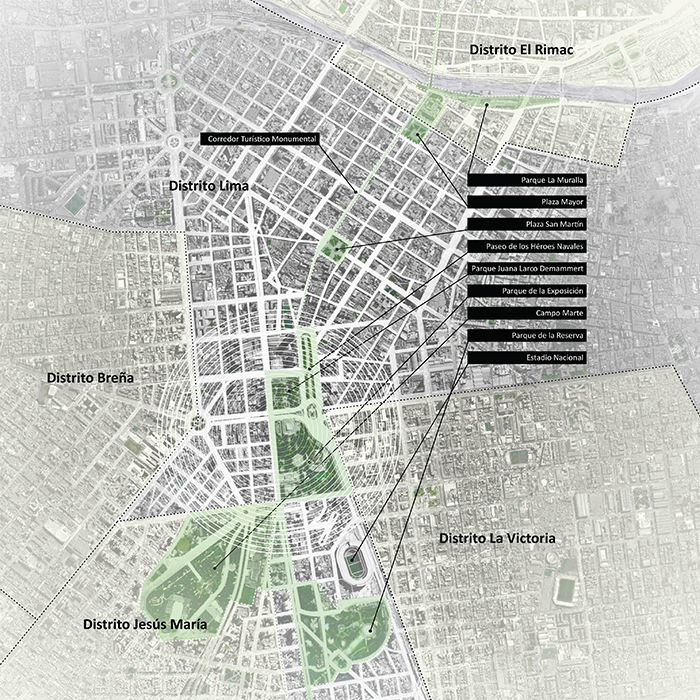 Distrito El Rimac
Corredor Turístico Monumental
Distrito Lima
Parque La Muralla
Plaza Mayor
Plaza San Martín
Paseo de los Héroes Navales
Parque Juana Larco Demammert
Parque de la Exposición
Campo Marte
Parque de la Reserva
Estadio Nacional
Distrito Breña
Distrito La Victoria
Distrito Jesús María